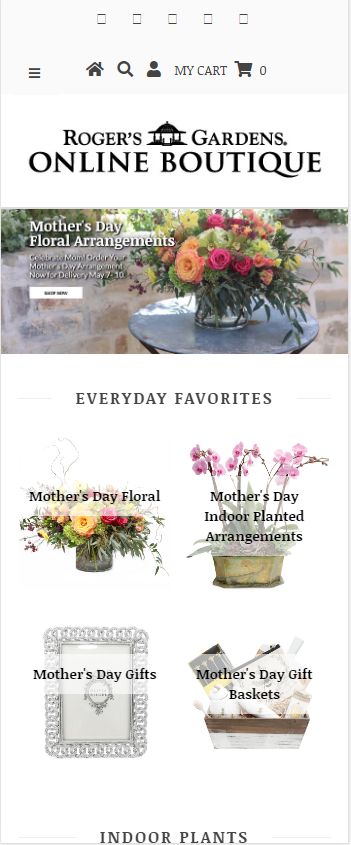 MY CART 0
ROGER'S GARDENS®
ONLINE BOUTIQUE
Mother's Day
Floral Arrangements
Celebrate Mom! Order Your
Mother's Day Arrangement
Now for Delivery May 7- 10.
SHOP NOW
EVERYDAY FAVORITES
Mother's Day Floral
Mother's Day
Indoor Planted
Arrangements
Mother's Day Gifts
Mother's Day Gift
Baskets
INDOOR PLANTS